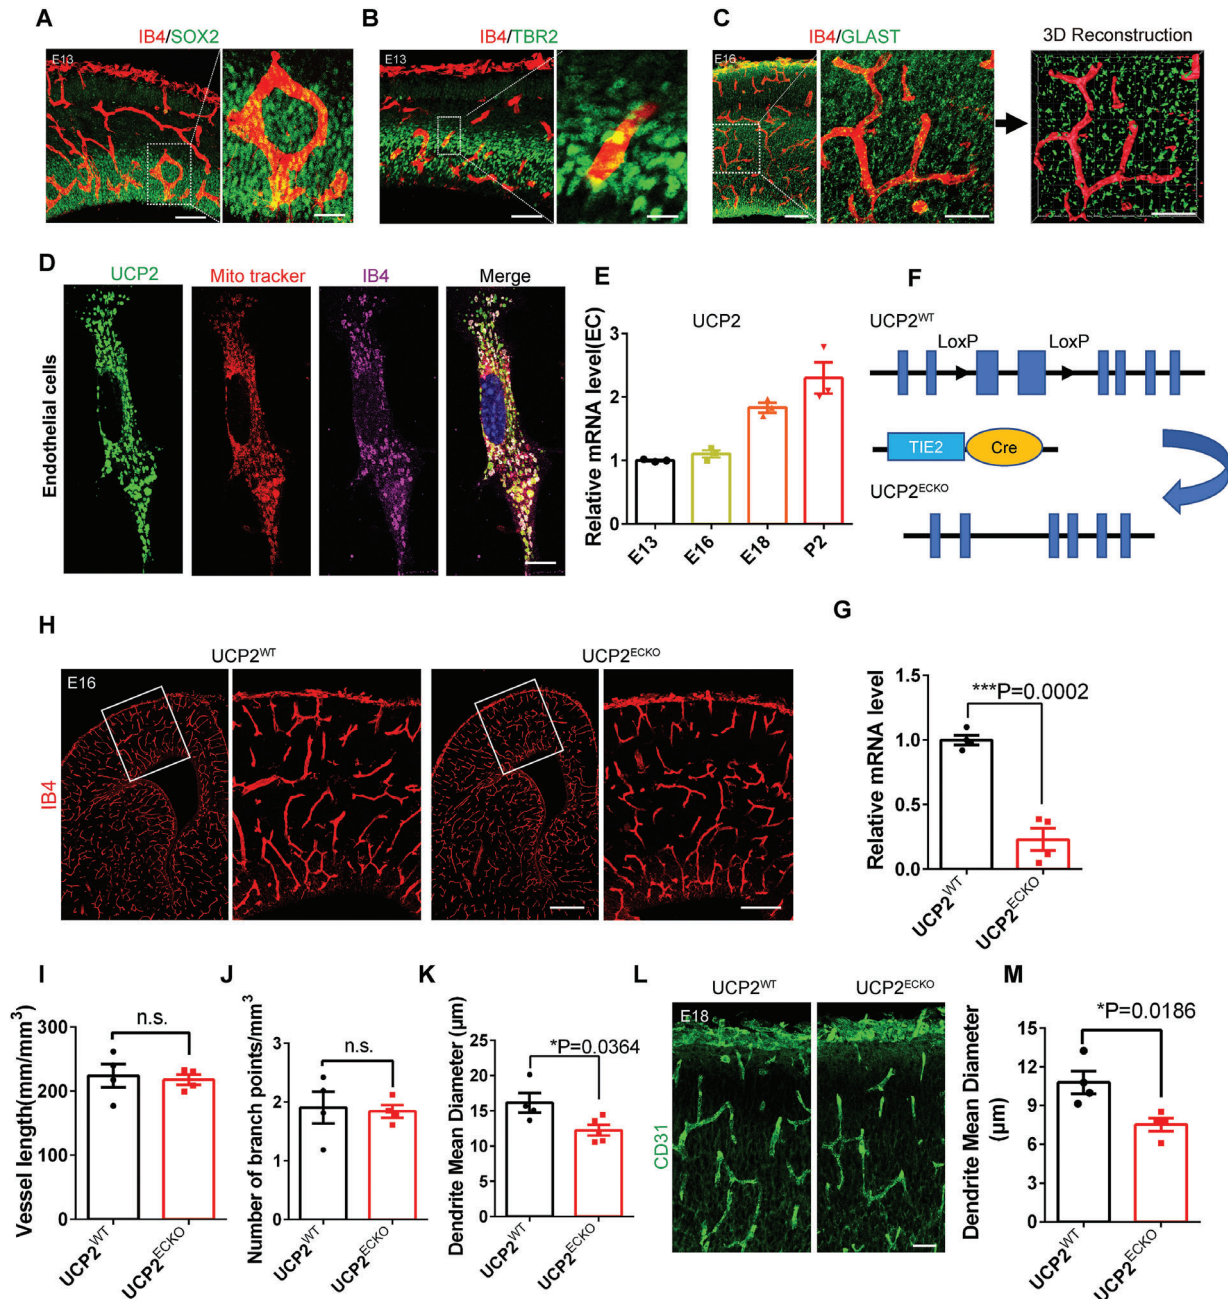 A
IB4/SOX2
E13
B
IB4/TBR2
E13
C
IB4/GLAST
E16
3D Reconstruction
D
UCP2
Mito tracker
IB4
Merge
Endothelial cells
E
UCP2
Relative mRNA level(EC)
3
2
1
0
E13
E16
E18
P2
F
UCP2WT
LoxP
LoxP
TIE2
Cre
UCP2ECKO
H
UCP2WT
UCP2ECKO
E16
IB4
G
Relative mRNA level
***P=0.0002
1.5
1.0
0.5
0.0
UCP2WT
UCP2ECKO
I
Vessel length(mm/mm3)
n.s.
300
200
100
0
UCP2WT
UCP2ECKO
J
Number of branch points/mm3
n.s.
3
2
1
0
UCP2WT
UCP2ECKO
K
Dendrite Mean Diameter (μm)
*P=0.0364
25
20
15
10
5
0
UCP2WT
UCP2ECKO
L
UCP2WT
UCP2ECKO
E18
CD31
M
Dendrite Mean Diameter
(μm)
*P=0.0186
15
12
9
6
3
0
UCP2WT
UCP2ECKO